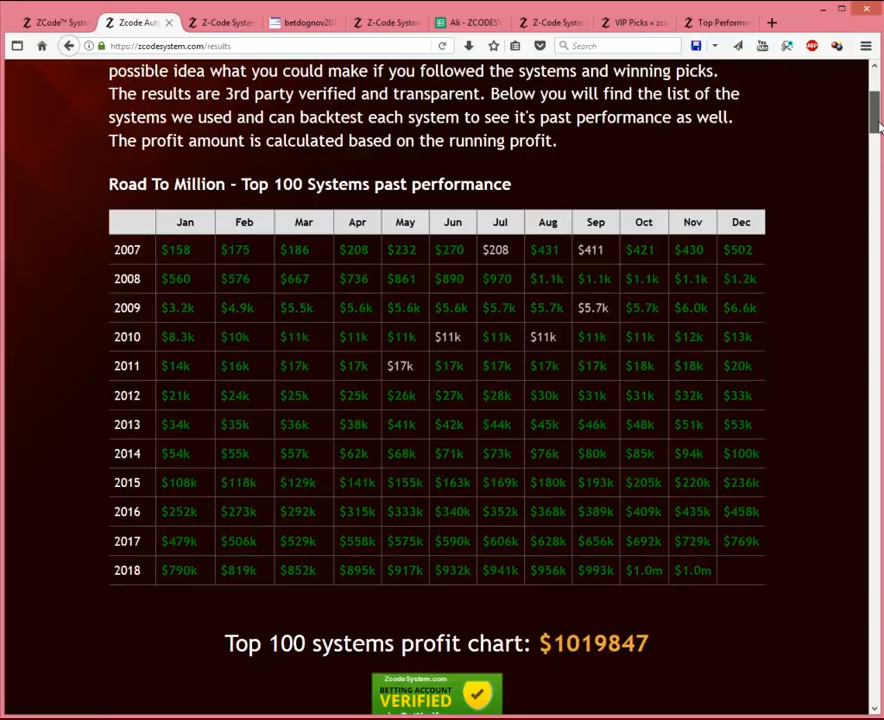 ZCode™ Syste
Zcode Aut
Z-Code System
betdognov201
Z-Code System
Ali - ZCODESY
Z-Code System
VIP Picks « zco
Top Perform
https://zcodesystem.com/results
Search
possible idea what you could make if you followed the systems and winning picks.
The results are 3rd party verified and transparent. Below you will find the list of the
systems we used and can backtest each system to see it's past performance as well.
The profit amount is calculated based on the running profit.
Road To Million - Top 100 Systems past performance
Jan Feb Mar Apr May Jun Jul Aug Sep Oct Nov Dec
2007 $158 $175 $186 $208 $232 $270 $208 $431 $411 $421 $430 $502
2008 $560 $576 $667 $736 $861 $890 $970 $1.1k $1.1k $1.1k $1.1k $1.2k
2009 $3.2k $4.9k $5.5k $5.6k $5.6k $5.6k $5.7k $5.7k $5.7k $5.7k $6.0k $6.6k
2010 $8.3k $10k $11k $11k $11k $11k $11k $11k $11k $11k $12k $13k
2011 $14k $16k $17k $17k $17k $17k $17k $17k $17k $18k $18k $20k
2012 $21k $24k $25k $25k $26k $27k $28k $30k $31k $31k $32k $33k
2013 $34k $35k $36k $38k $41k $42k $44k $45k $46k $48k $51k $53k
2014 $54k $55k $57k $62k $68k $71k $73k $76k $80k $85k $94k $100k
2015 $108k $118k $129k $141k $155k $163k $169k $180k $193k $205k $220k $236k
2016 $252k $273k $292k $315k $333k $340k $352k $368k $389k $409k $435k $458k
2017 $479k $506k $529k $558k $575k $590k $606k $628k $656k $692k $729k $769k
2018 $790k $819k $852k $895k $917k $932k $941k $956k $993k $1.0m $1.0m
Top 100 systems profit chart: $1019847
ZcodeSystem.com
BETTING ACCOUNT
VERIFIED